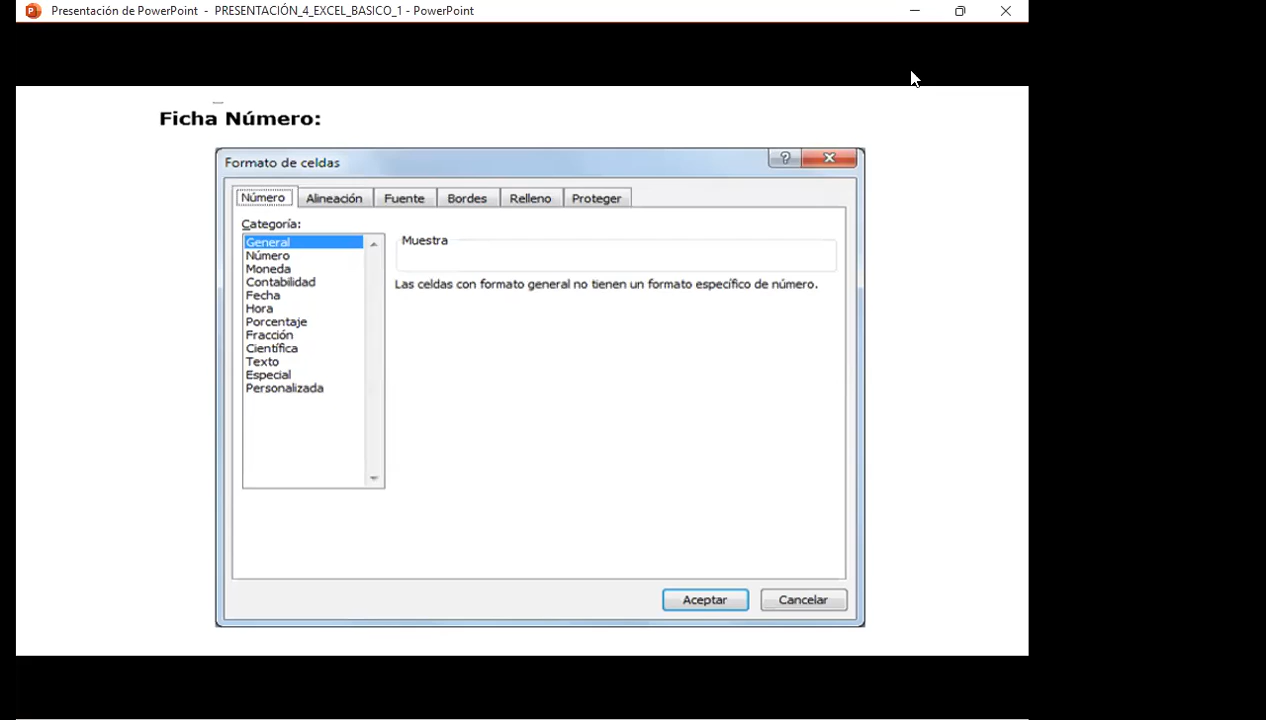 Presentación de PowerPoint - PRESENTACIÓN_4_EXCEL_BASICO_1 - PowerPoint
Ficha Número:
Formato de celdas
Número Alineación Fuente Bordes Relleno Proteger
Categoría:
General
Número
Moneda
Contabilidad
Fecha
Hora
Porcentaje
Fracción
Científica
Texto
Especial
Personalizada
Muestra
Las celdas con formato general no tienen un formato específico de número.
Aceptar Cancelar